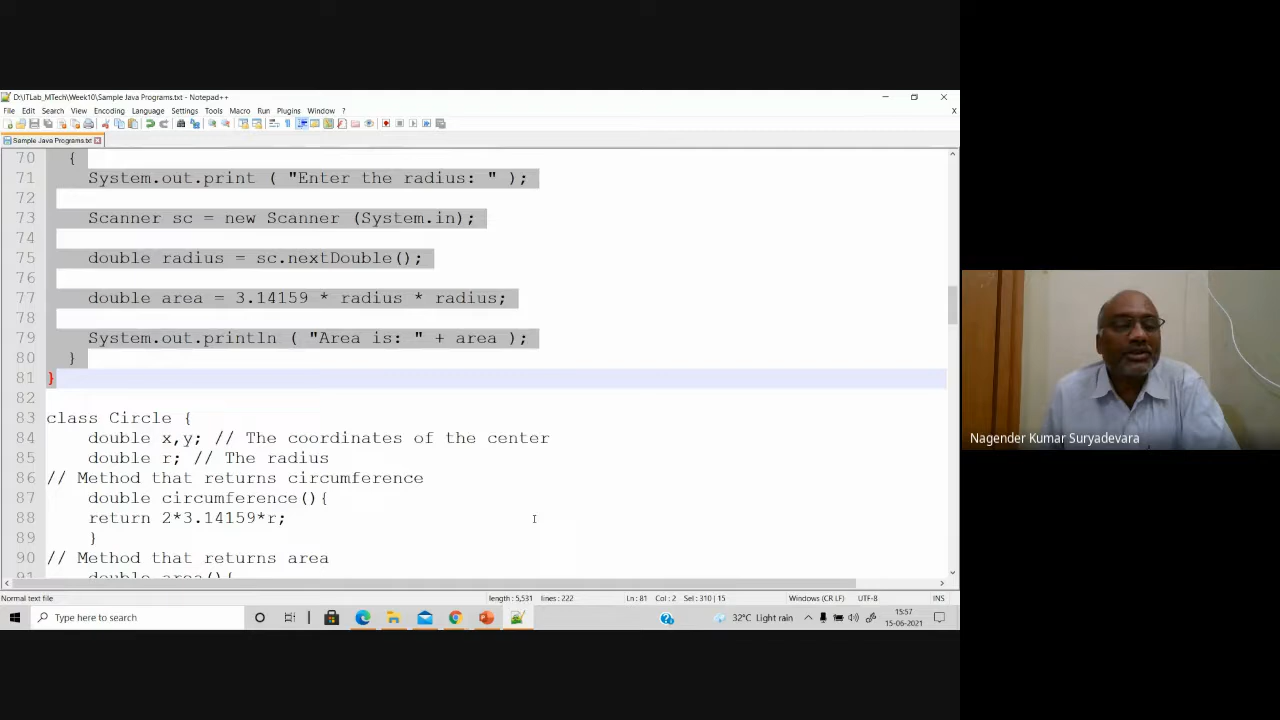 D:\ITLab_MTech\Week10\Sample Java Programs.txt - Notepad++
File Edit Search View Encoding Language Settings Tools Macro Run Plugins Window ?
X
Sample Java Programs.txt
70 {
71 System.out.print ( "Enter the radius: " );
72
73 Scanner sc = new Scanner (System.in);
74
75 double radius = sc.nextDouble();
76
77 double area = 3.14159 * radius * radius;
78
79 System.out.println ( "Area is: " + area );
80 }
81 }
82
83 class Circle {
84 double x,y; // The coordinates of the center
85 double r; // The radius
86 // Method that returns circumference
87 double circumference(){
88 return 2*3.14159*r;
89 }
90 // Method that returns area
91 double area(){
Normal text file length : 5,531 lines : 222 Ln : 81 Col : 2 Sel : 310 | 15 Windows (CR LF) UTF-8 INS
Type here to search
32°C Light rain
15:57
15-06-2021
Nagender Kumar Suryadevara